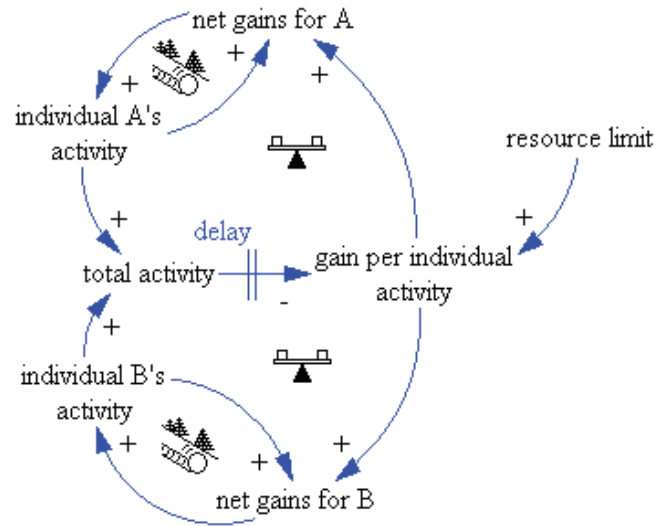 net gains for A
+
+
+
individual A's
activity
resource limit
+
+
delay
total activity
gain per individual
activity
-
+
individual B's
activity
+
+
+
net gains for B